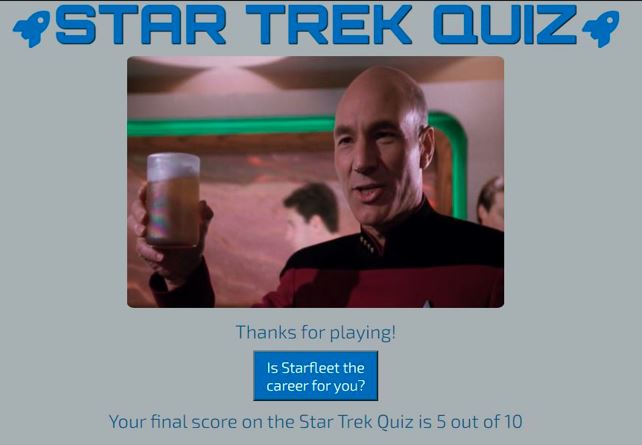 STAR TREK QUIZ
Thanks for playing!
Is Starfleet the
career for you?
Your final score on the Star Trek Quiz is 5 out of 10